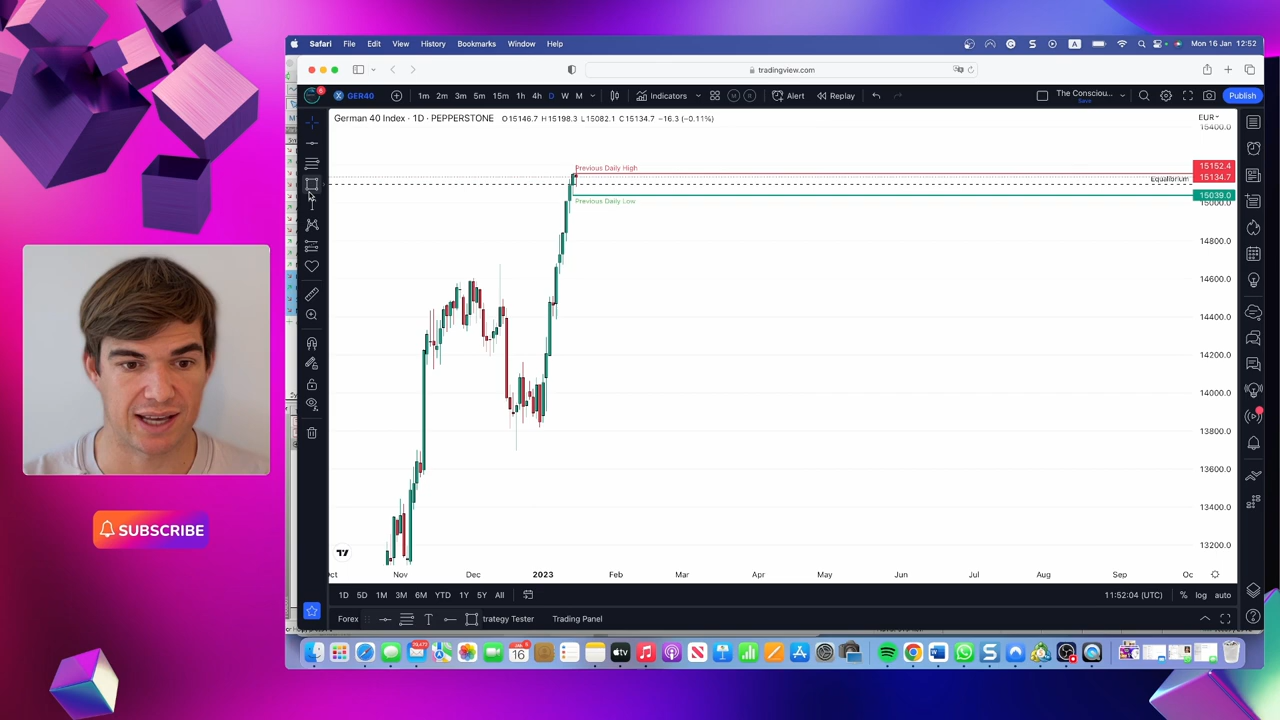 Safari File Edit View History Bookmarks Window Help
A
Mon 16 Jan 12:52
tradingview.com
GER40
1m 2m 3m 5m 15m 1h 4h D W M
Indicators
Alert
Replay
The Consciou...
Save
Publish
German 40 Index · 1D · PEPPERSTONE O15146.7 H15198.3 L15082.1 C15134.7 −16.3 (−0.11%)
EUR
15400.0
Previous Daily High
15152.4
15134.7
Equilibrium
15039.0
Previous Daily Low
15000.0
14800.0
14600.0
14400.0
14200.0
14000.0
13800.0
13600.0
13400.0
13200.0
SUBSCRIBE
Nov Dec 2023 Feb Mar Apr May Jun Jul Aug Sep Oc
1D 5D 1M 3M 6M YTD 1Y 5Y All
11:52:04 (UTC)
% log auto
Forex
trategy Tester
Trading Panel